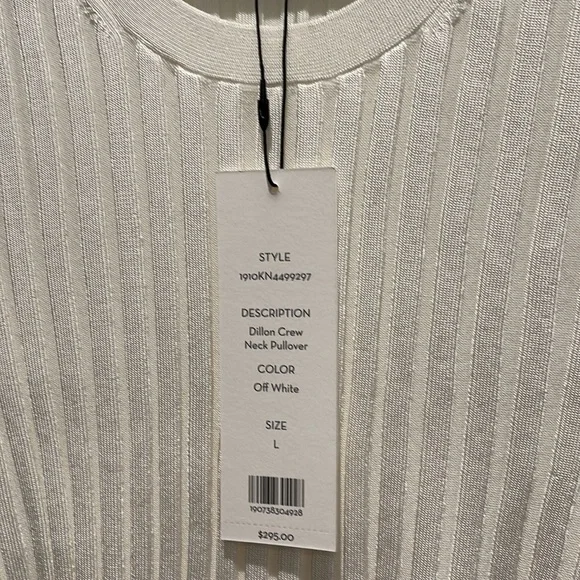 STYLE
1910KN4499297
DESCRIPTION
Dillon Crew
Neck Pullover
COLOR
Off White
SIZE
L
190738304928
$295.00